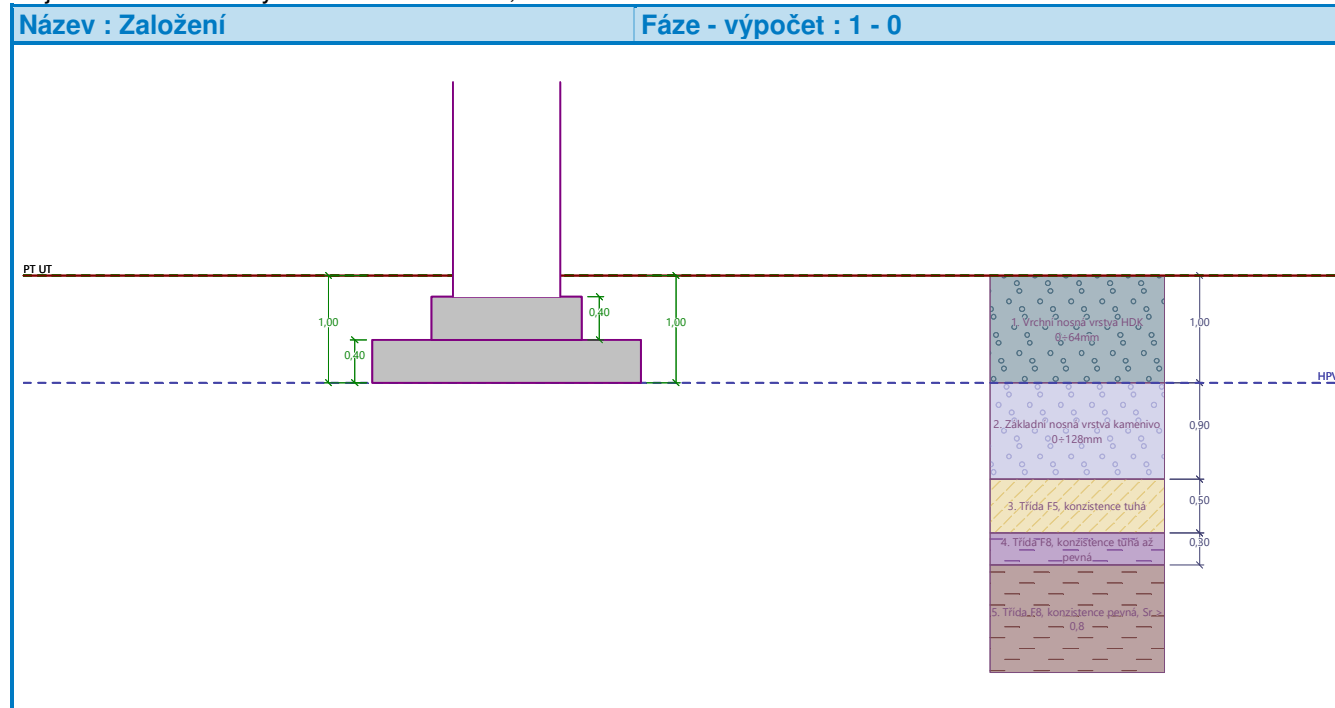 Název : Založení
Fáze - výpočet : 1 - 0
PT UT
1,00
0,40
0,40
1,00
1. Vrchní nosná vrstva HDK
0÷64mm
1,00
HPV
2. Základní nosná vrstva kamenivo
0÷128mm
0,90
3. Třída F5, konzistence tuhá
0,50
4. Třída F8, konzistence tuhá až
pevná
0,30
5. Třída F8, konzistence pevná, Sr >
0,8